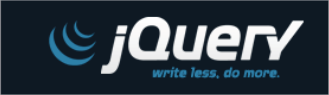 jQuery
write less, do more.